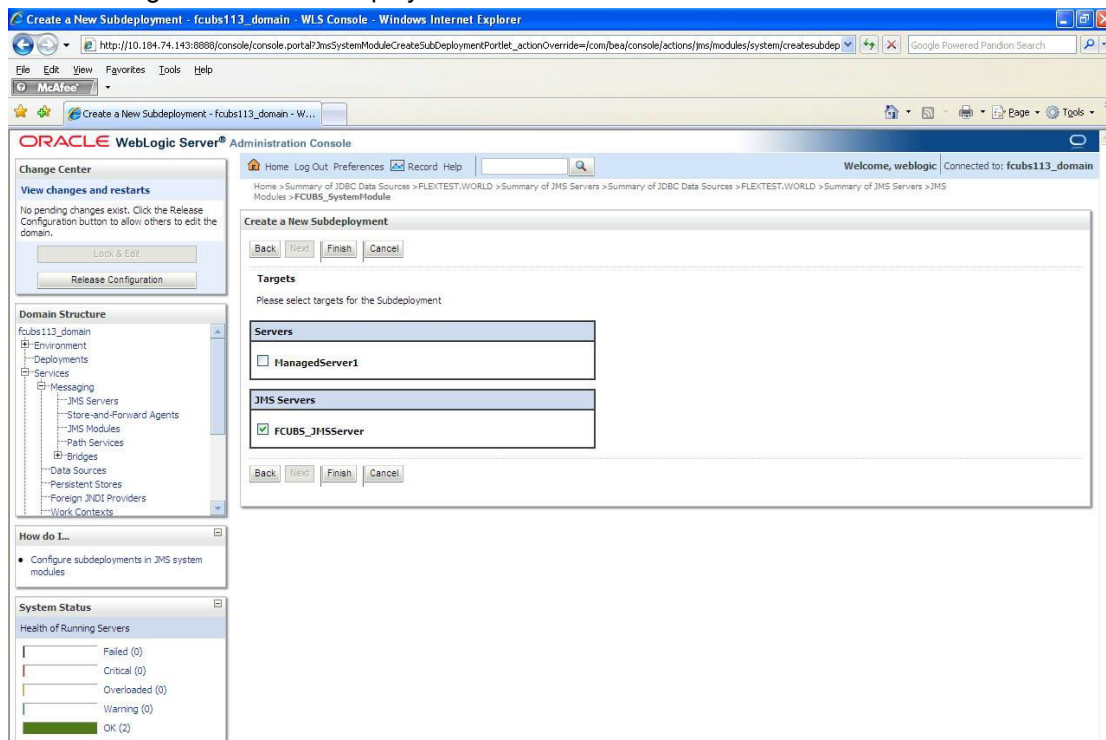 Create a New Subdeployment - fcubs113_domain - WLS Console - Windows Internet Explorer
http://10.184.74.143:8888/console/console.portal?JmsSystemModuleCreateSubDeploymentPortlet_actionOverride=/com/bea/console/actions/jms/modules/system/createsubdep
Google Powered Pandion Search
File Edit View Favorites Tools Help
McAfee
Create a New Subdeployment - fcubs113_domain - W...
Page Tools
ORACLE WebLogic Server® Administration Console
Change Center
View changes and restarts
No pending changes exist. Click the Release
Configuration button to allow others to edit the
domain.
Lock & Edit
Release Configuration
Domain Structure
fcubs113_domain
Environment
Deployments
Services
Messaging
JMS Servers
Store-and-Forward Agents
JMS Modules
Path Services
Bridges
Data Sources
Persistent Stores
Foreign JNDI Providers
Work Contexts
How do I...
Configure subdeployments in JMS system
modules
System Status
Health of Running Servers
Failed (0)
Critical (0)
Overloaded (0)
Warning (0)
OK (2)
Home Log Out Preferences Record Help
Welcome, weblogic Connected to: fcubs113_domain
Home >Summary of JDBC Data Sources >FLEXTEST.WORLD >Summary of JMS Servers >Summary of JDBC Data Sources >FLEXTEST.WORLD >Summary of JMS Servers >JMS
Modules >FCUBS_SystemModule
Create a New Subdeployment
Back Next Finish Cancel
Targets
Please select targets for the Subdeployment
Servers
ManagedServer1
JMS Servers
FCUBS_JMSServer
Back Next Finish Cancel